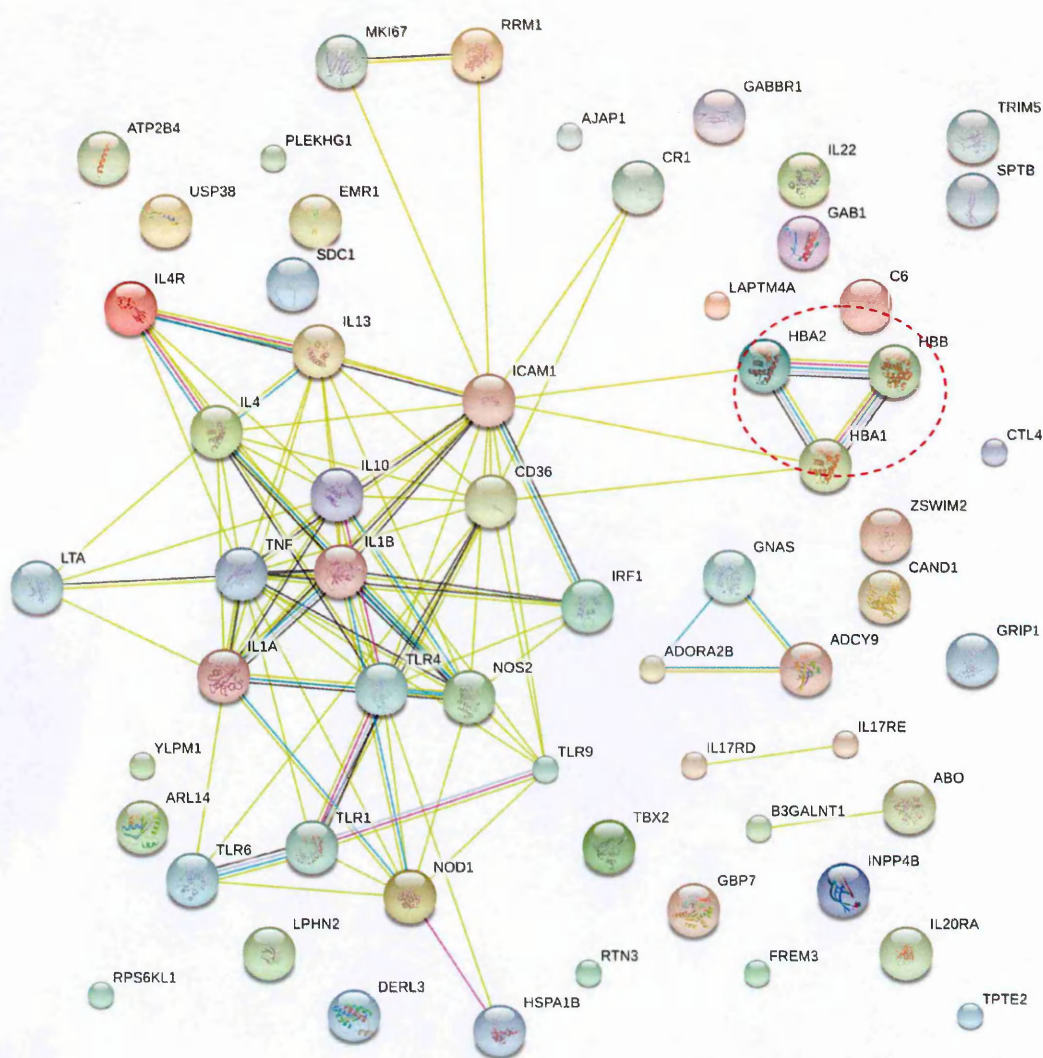 MKI67
RRM1
GABBR1
AJAP1
TRIM5
ATP2B4
PLEKHG1
CR1
IL22
SPTB
USP38
EMR1
GAB1
SDC1
IL4R
LAPTM4A
C6
IL13
HBA2
HBB
ICAM1
IL4
HBA1
CTL4
IL10
CD36
ZSWIM2
LTA
TNF
IL1B
GNAS
IRF1
CAND1
GRIP1
IL1A
TLR4
NOS2
ADORA2B
ADCY9
IL17RE
YLPM1
TLR9
IL17RD
ABO
ARL14
TLR1
TBX2
B3GALNT1
TLR6
NOD1
INPP4B
GBP7
LPHN2
IL20RA
RPS6KL1
RTN3
FREM3
DERL3
HSPA1B
TPTE2